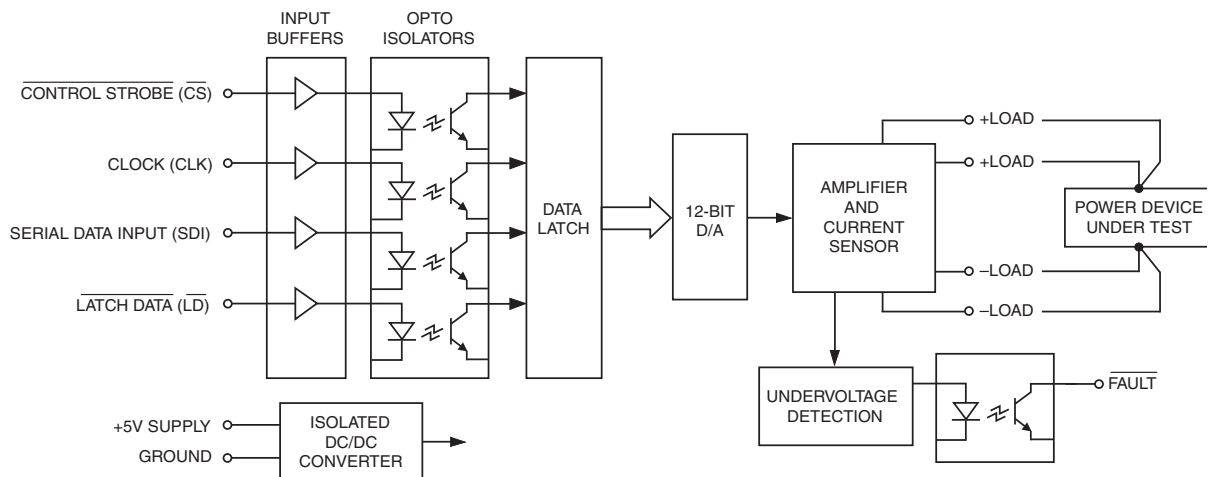 INPUT
BUFFERS
OPTO
ISOLATORS
CONTROL STROBE (CS)
CLOCK (CLK)
SERIAL DATA INPUT (SDI)
LATCH DATA (LD)
DATA
LATCH
12-BIT
D/A
AMPLIFIER
AND
CURRENT
SENSOR
+LOAD
+LOAD
POWER DEVICE
UNDER TEST
–LOAD
–LOAD
UNDERVOLTAGE
DETECTION
FAULT
+5V SUPPLY
GROUND
ISOLATED
DC/DC
CONVERTER